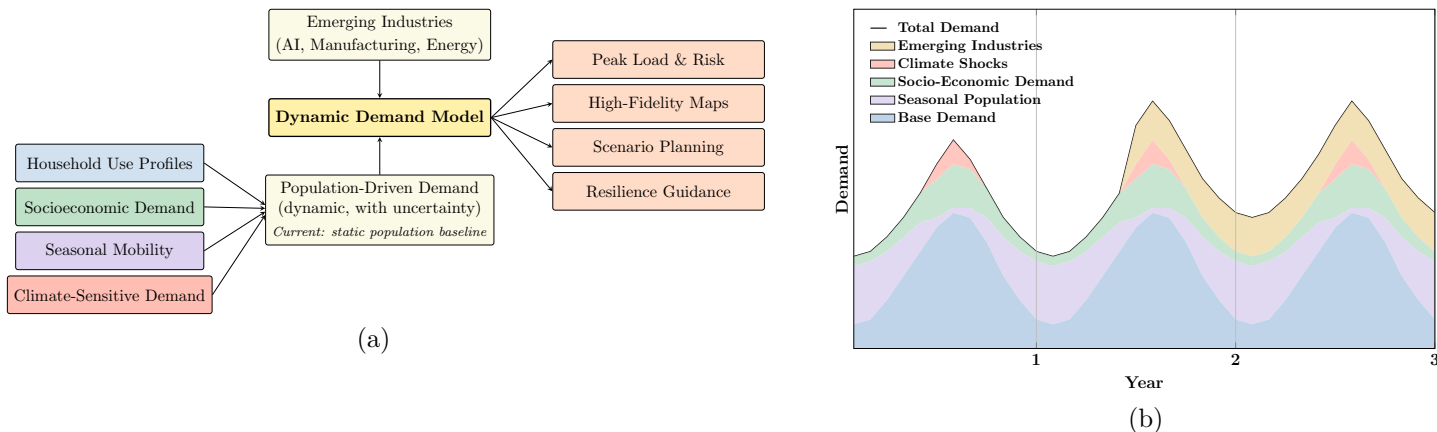 Emerging Industries
(AI, Manufacturing, Energy)
Dynamic Demand Model
Household Use Profiles
Socioeconomic Demand
Seasonal Mobility
Climate-Sensitive Demand
Population-Driven Demand
(dynamic, with uncertainty)
Current: static population baseline
Peak Load & Risk
High-Fidelity Maps
Scenario Planning
Resilience Guidance
(a)
Total Demand
Emerging Industries
Climate Shocks
Socio-Economic Demand
Seasonal Population
Base Demand
Demand
1 2 3
Year
(b)